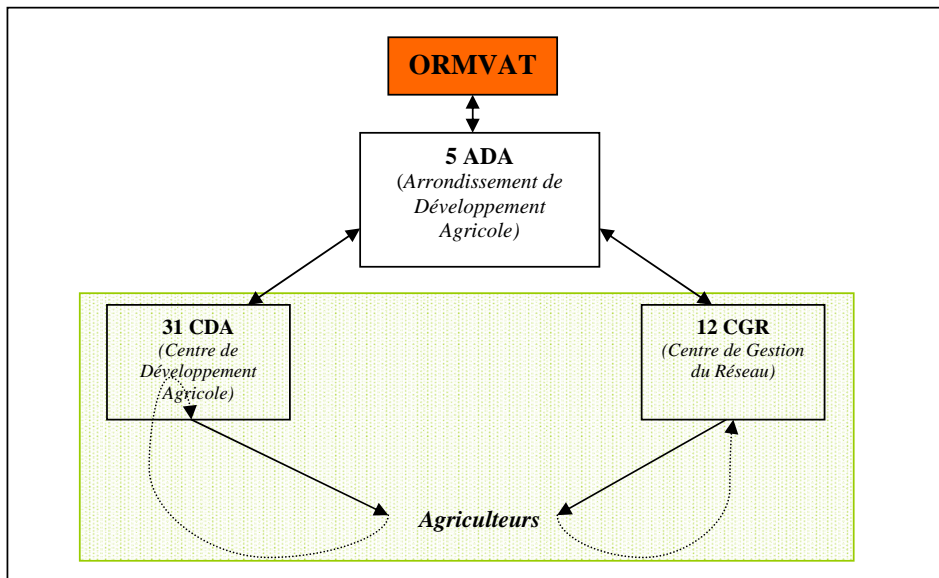 ORMVAT
5 ADA
(Arrondissement de
Développement
Agricole)
31 CDA
(Centre de
Développement
Agricole)
12 CGR
(Centre de Gestion
du Réseau)
Agriculteurs